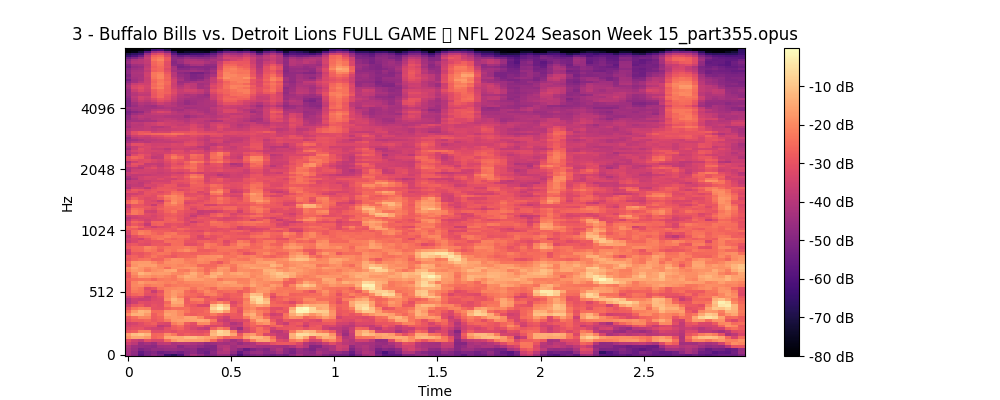 3 - Buffalo Bills vs. Detroit Lions FULL GAME ▯ NFL 2024 Season Week 15_part355.opus
Hz
4096
2048
1024
512
0
0
0.5
1
1.5
2
2.5
Time
-10 dB
-20 dB
-30 dB
-40 dB
-50 dB
-60 dB
-70 dB
-80 dB